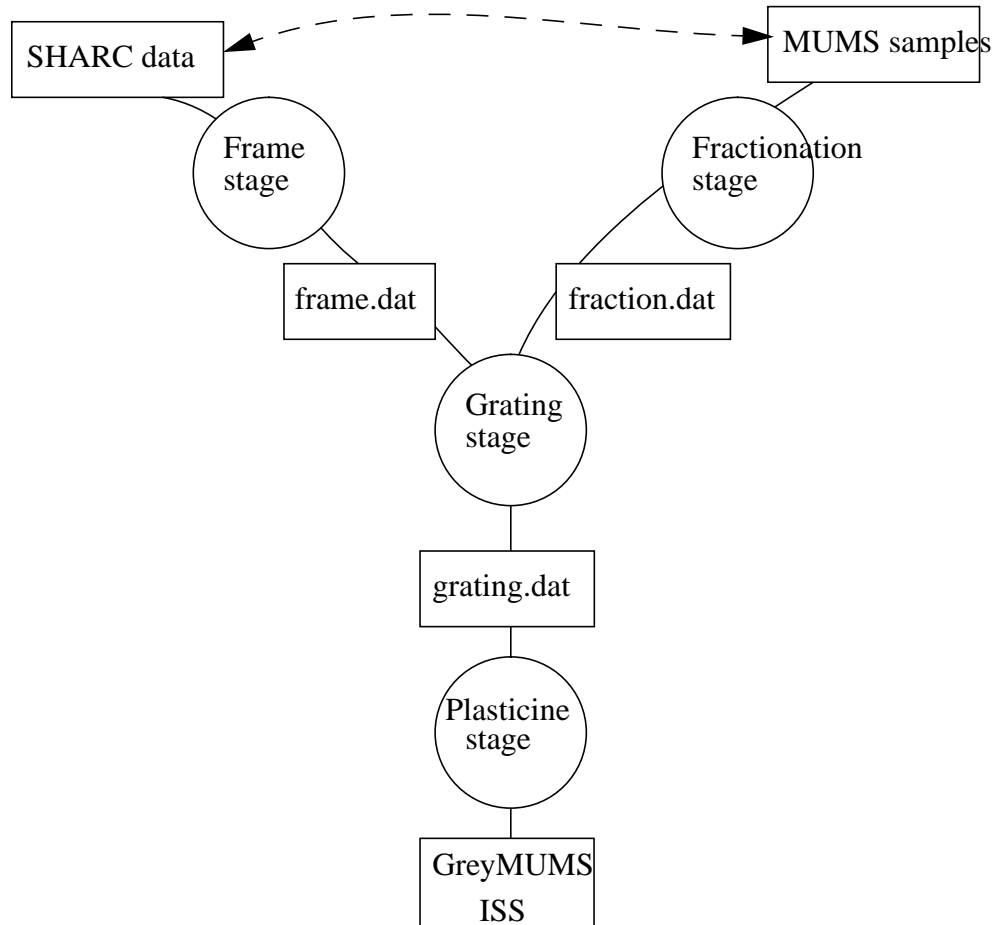 SHARC data
MUMS samples
Frame
stage
Fractionation
stage
frame.dat
fraction.dat
Grating
stage
grating.dat
Plasticine
stage
GreyMUMS
ISS